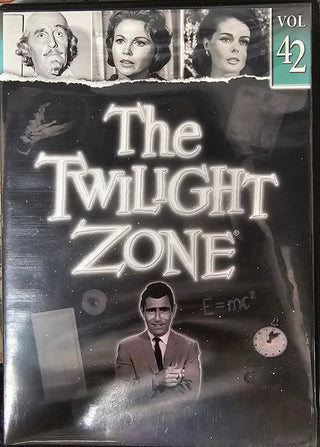 VOL
42
The
TWILIGHT
ZONE®
E=mc²